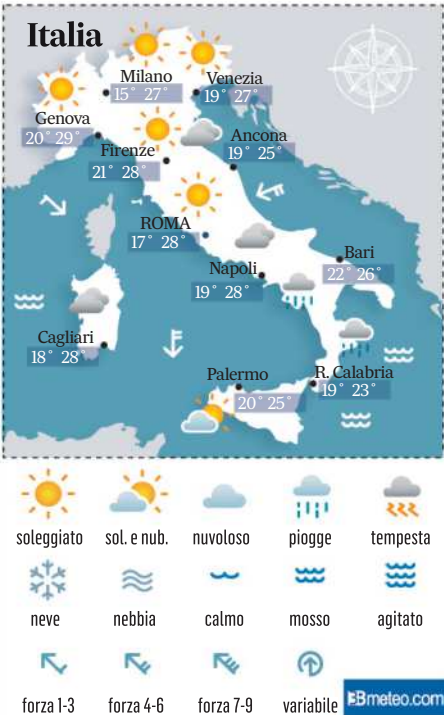 Italia
Milano
15° 27°
Venezia
19° 27°
Genova
20° 29°
Firenze
21° 28°
Ancona
19° 25°
ROMA
17° 28°
Napoli
19° 28°
Bari
22° 26°
Cagliari
18° 28°
Palermo
20° 25°
R. Calabria
19° 23°
soleggiato sol. e nub. nuvoloso piogge tempesta
neve nebbia calmo mosso agitato
forza 1-3 forza 4-6 forza 7-9 variabile
3Bmeteo.com